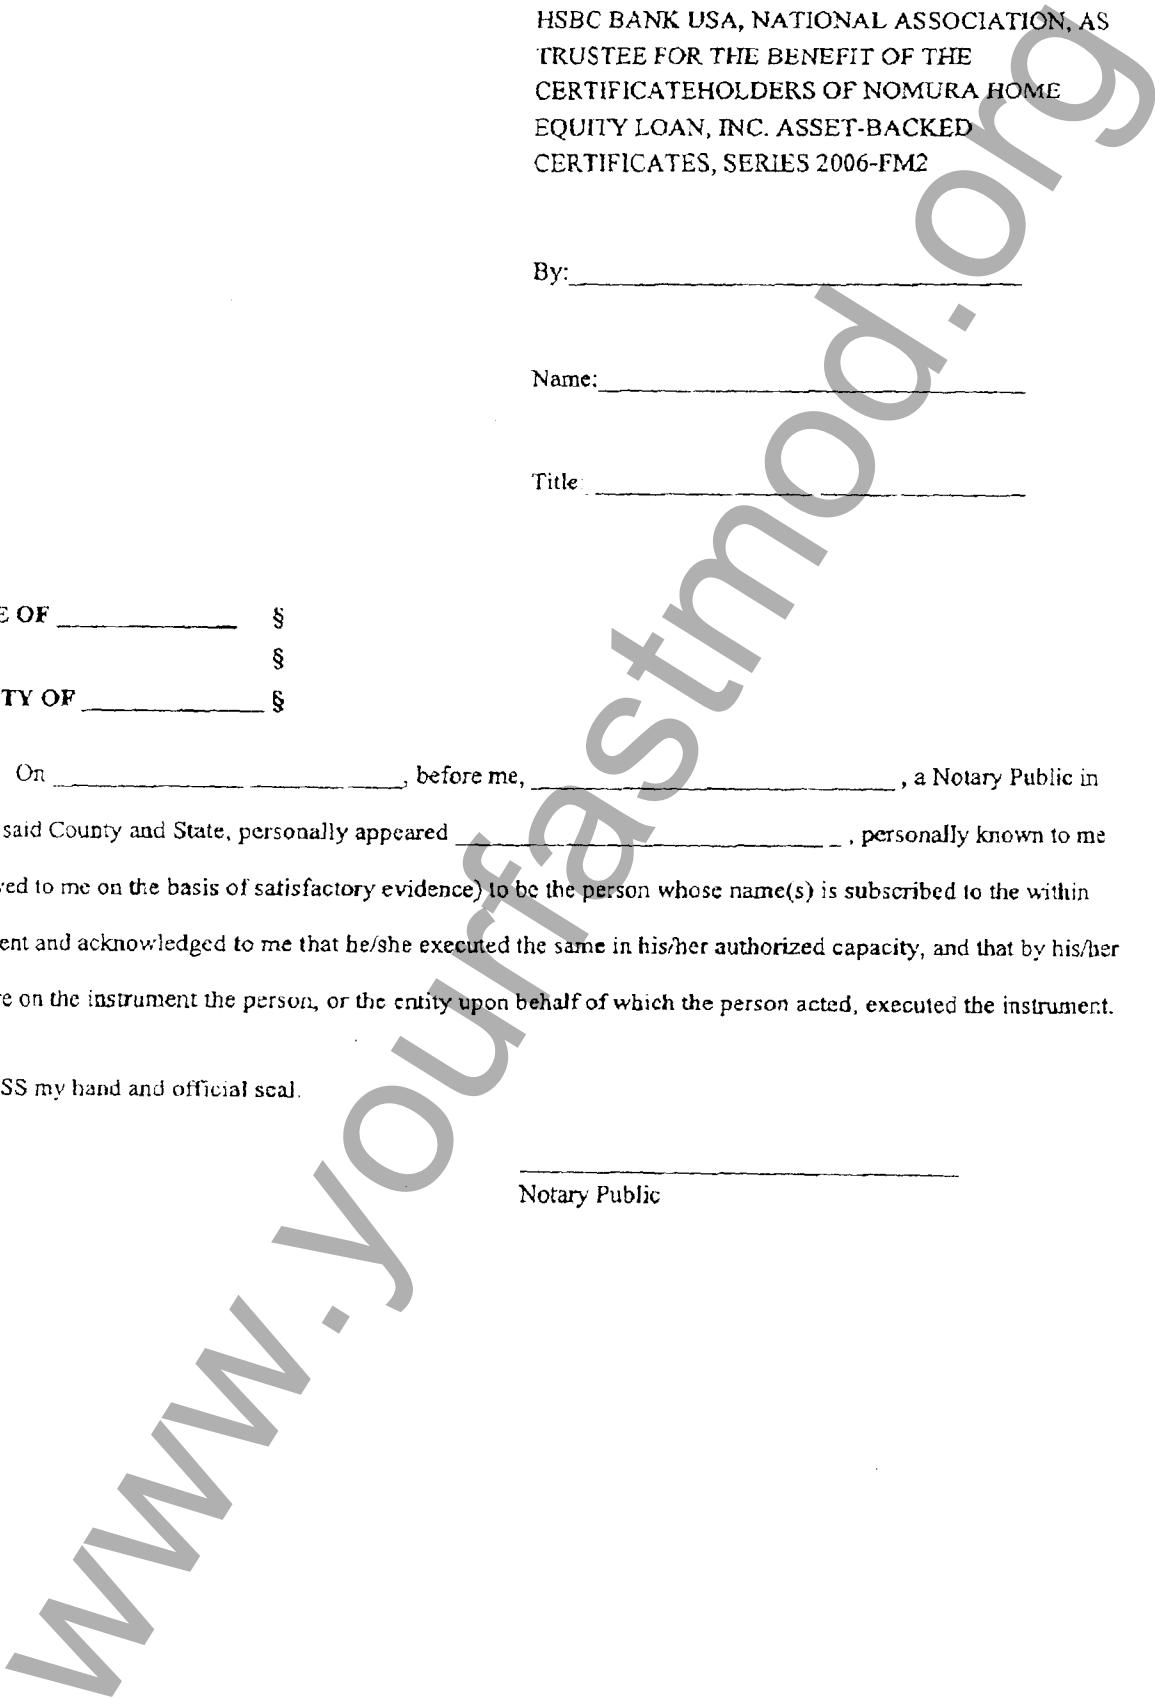 HSBC BANK USA, NATIONAL ASSOCIATION, AS
TRUSTEE FOR THE BENEFIT OF THE
CERTIFICATEHOLDERS OF NOMURA HOME
EQUITY LOAN, INC. ASSET-BACKED
CERTIFICATES, SERIES 2006-FM2
By:
Name:
Title:
E OF §
§
TY OF §
On , before me, , a Notary Public in
said County and State, personally appeared , personally known to me
ved to me on the basis of satisfactory evidence) to be the person whose name(s) is subscribed to the within
ent and acknowledged to me that he/she executed the same in his/her authorized capacity, and that by his/her
e on the instrument the person, or the entity upon behalf of which the person acted, executed the instrument.
SS my hand and official seal.
Notary Public
www.yourfastmod.org